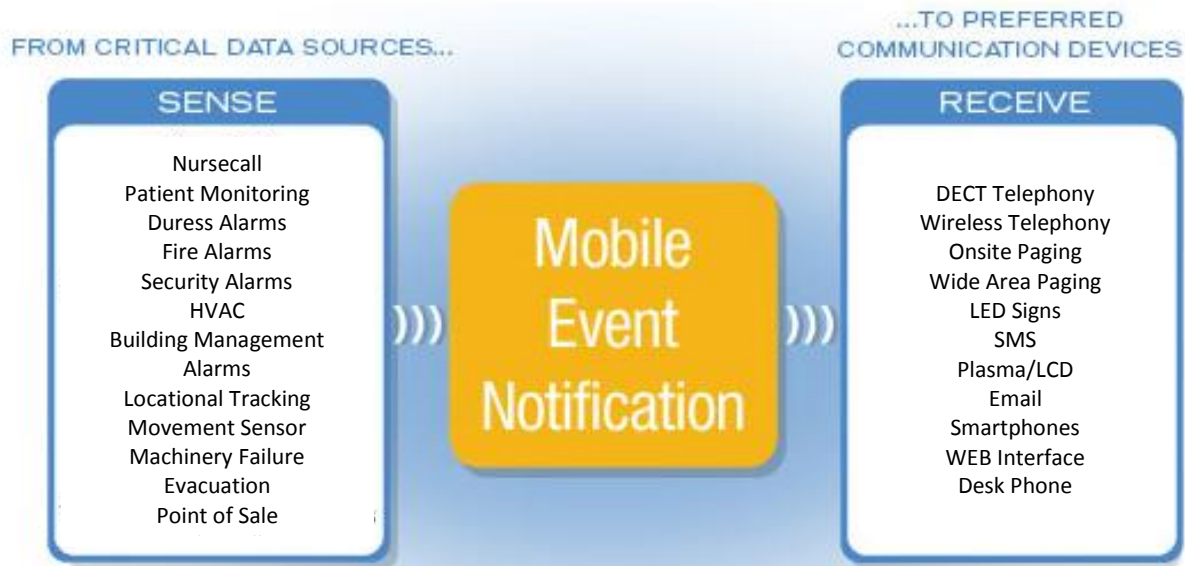 FROM CRITICAL DATA SOURCES...
SENSE
Nursecall
Patient Monitoring
Duress Alarms
Fire Alarms
Security Alarms
HVAC
Building Management
Alarms
Locational Tracking
Movement Sensor
Machinery Failure
Evacuation
Point of Sale
Mobile
Event
Notification
...TO PREFERRED
COMMUNICATION DEVICES
RECEIVE
DECT Telephony
Wireless Telephony
Onsite Paging
Wide Area Paging
LED Signs
SMS
Plasma/LCD
Email
Smartphones
WEB Interface
Desk Phone